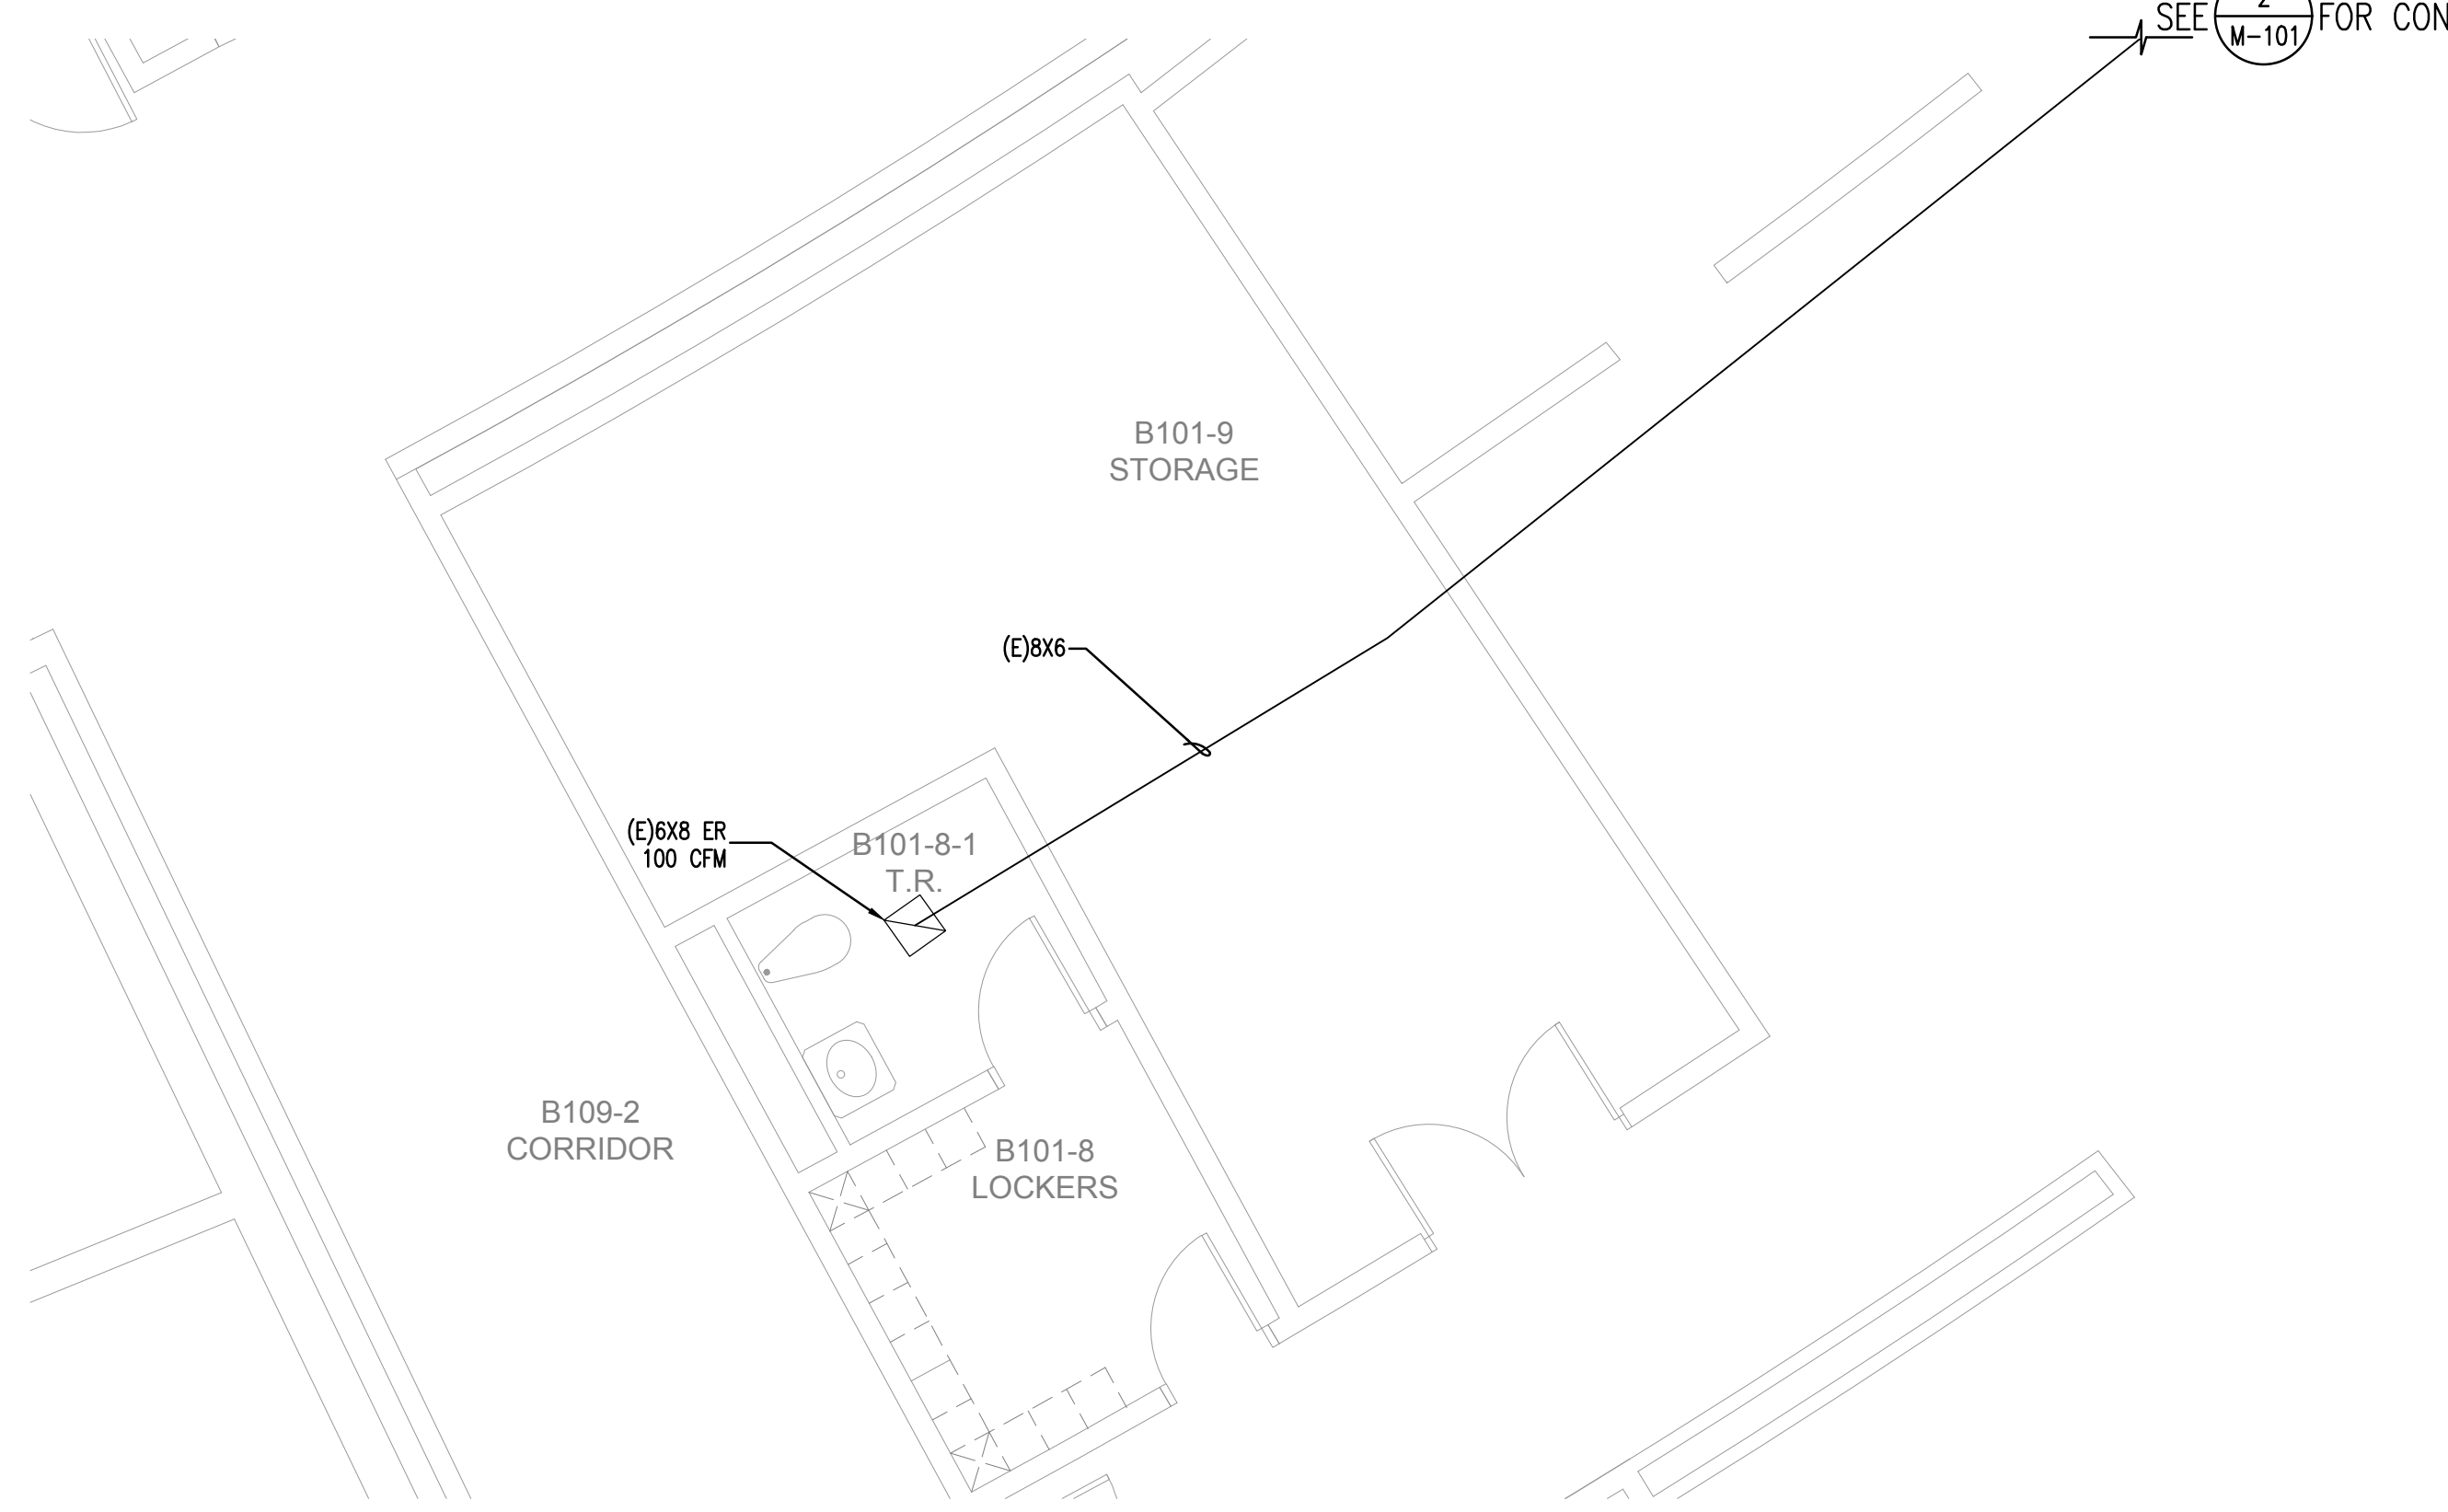 SEE 2 FOR CON
M-101
B101-9
STORAGE
(E)8X6
(E)6X8 ER
100 CFM
B101-8-1
T.R.
B109-2
CORRIDOR
B101-8
LOCKERS